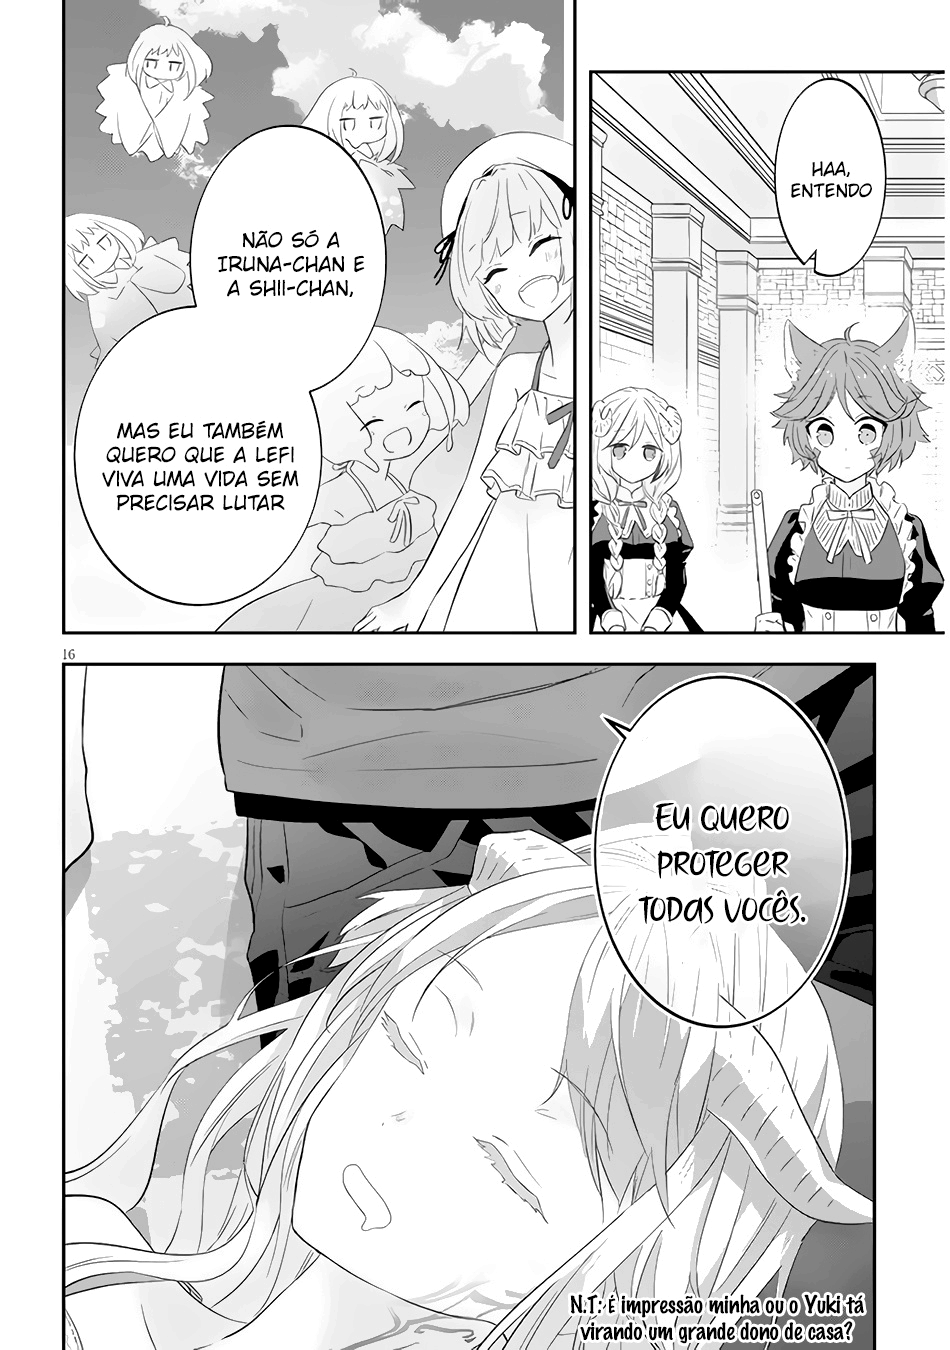 HAA,
ENTENDO
NÃO SÓ A
IRUNA-CHAN E
A SHII-CHAN,
MAS EU TAMBÉM
QUERO QUE A LEFI
VIVA UMA VIDA SEM
PRECISAR LUTAR
16
EU QUERO
PROTEGER
TODAS VOCÊS.
N.T: É impressão minha ou o Yuki tá
virando um grande dono de casa?